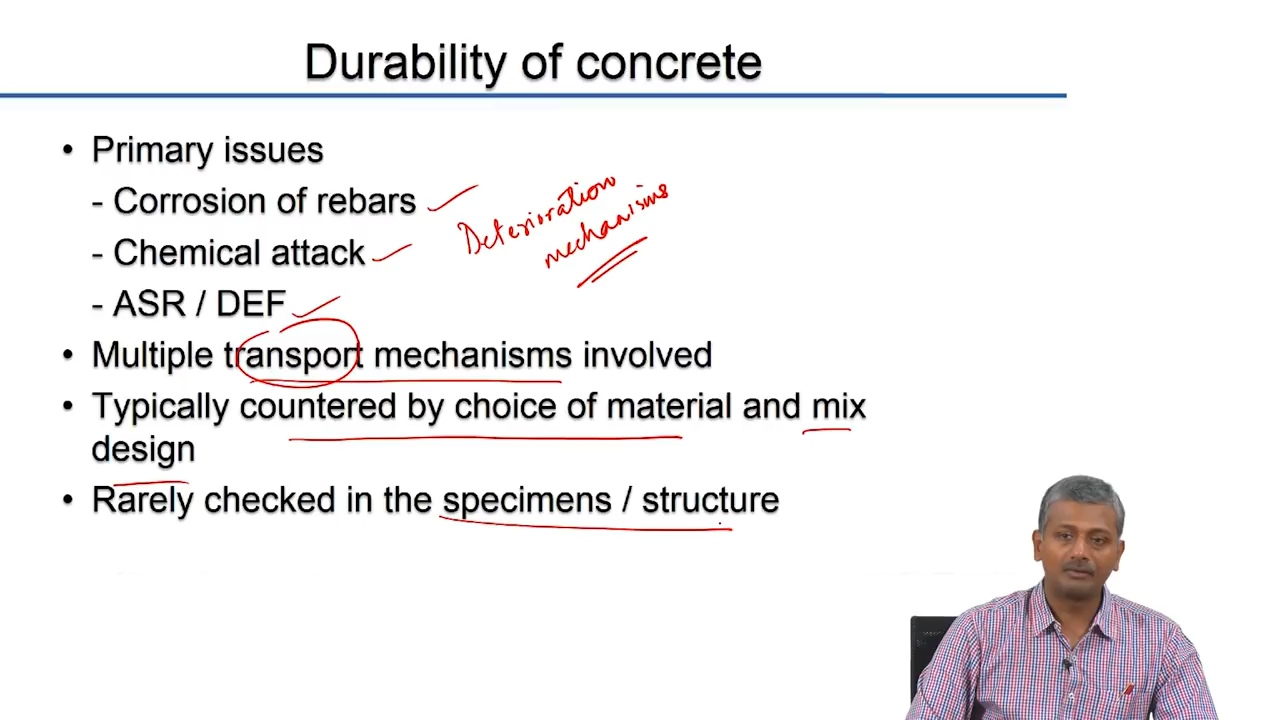 Durability of concrete
• Primary issues
- Corrosion of rebars
- Chemical attack
- ASR / DEF
Deterioration
mechanisms
• Multiple transport mechanisms involved
• Typically countered by choice of material and mix
design
• Rarely checked in the specimens / structure